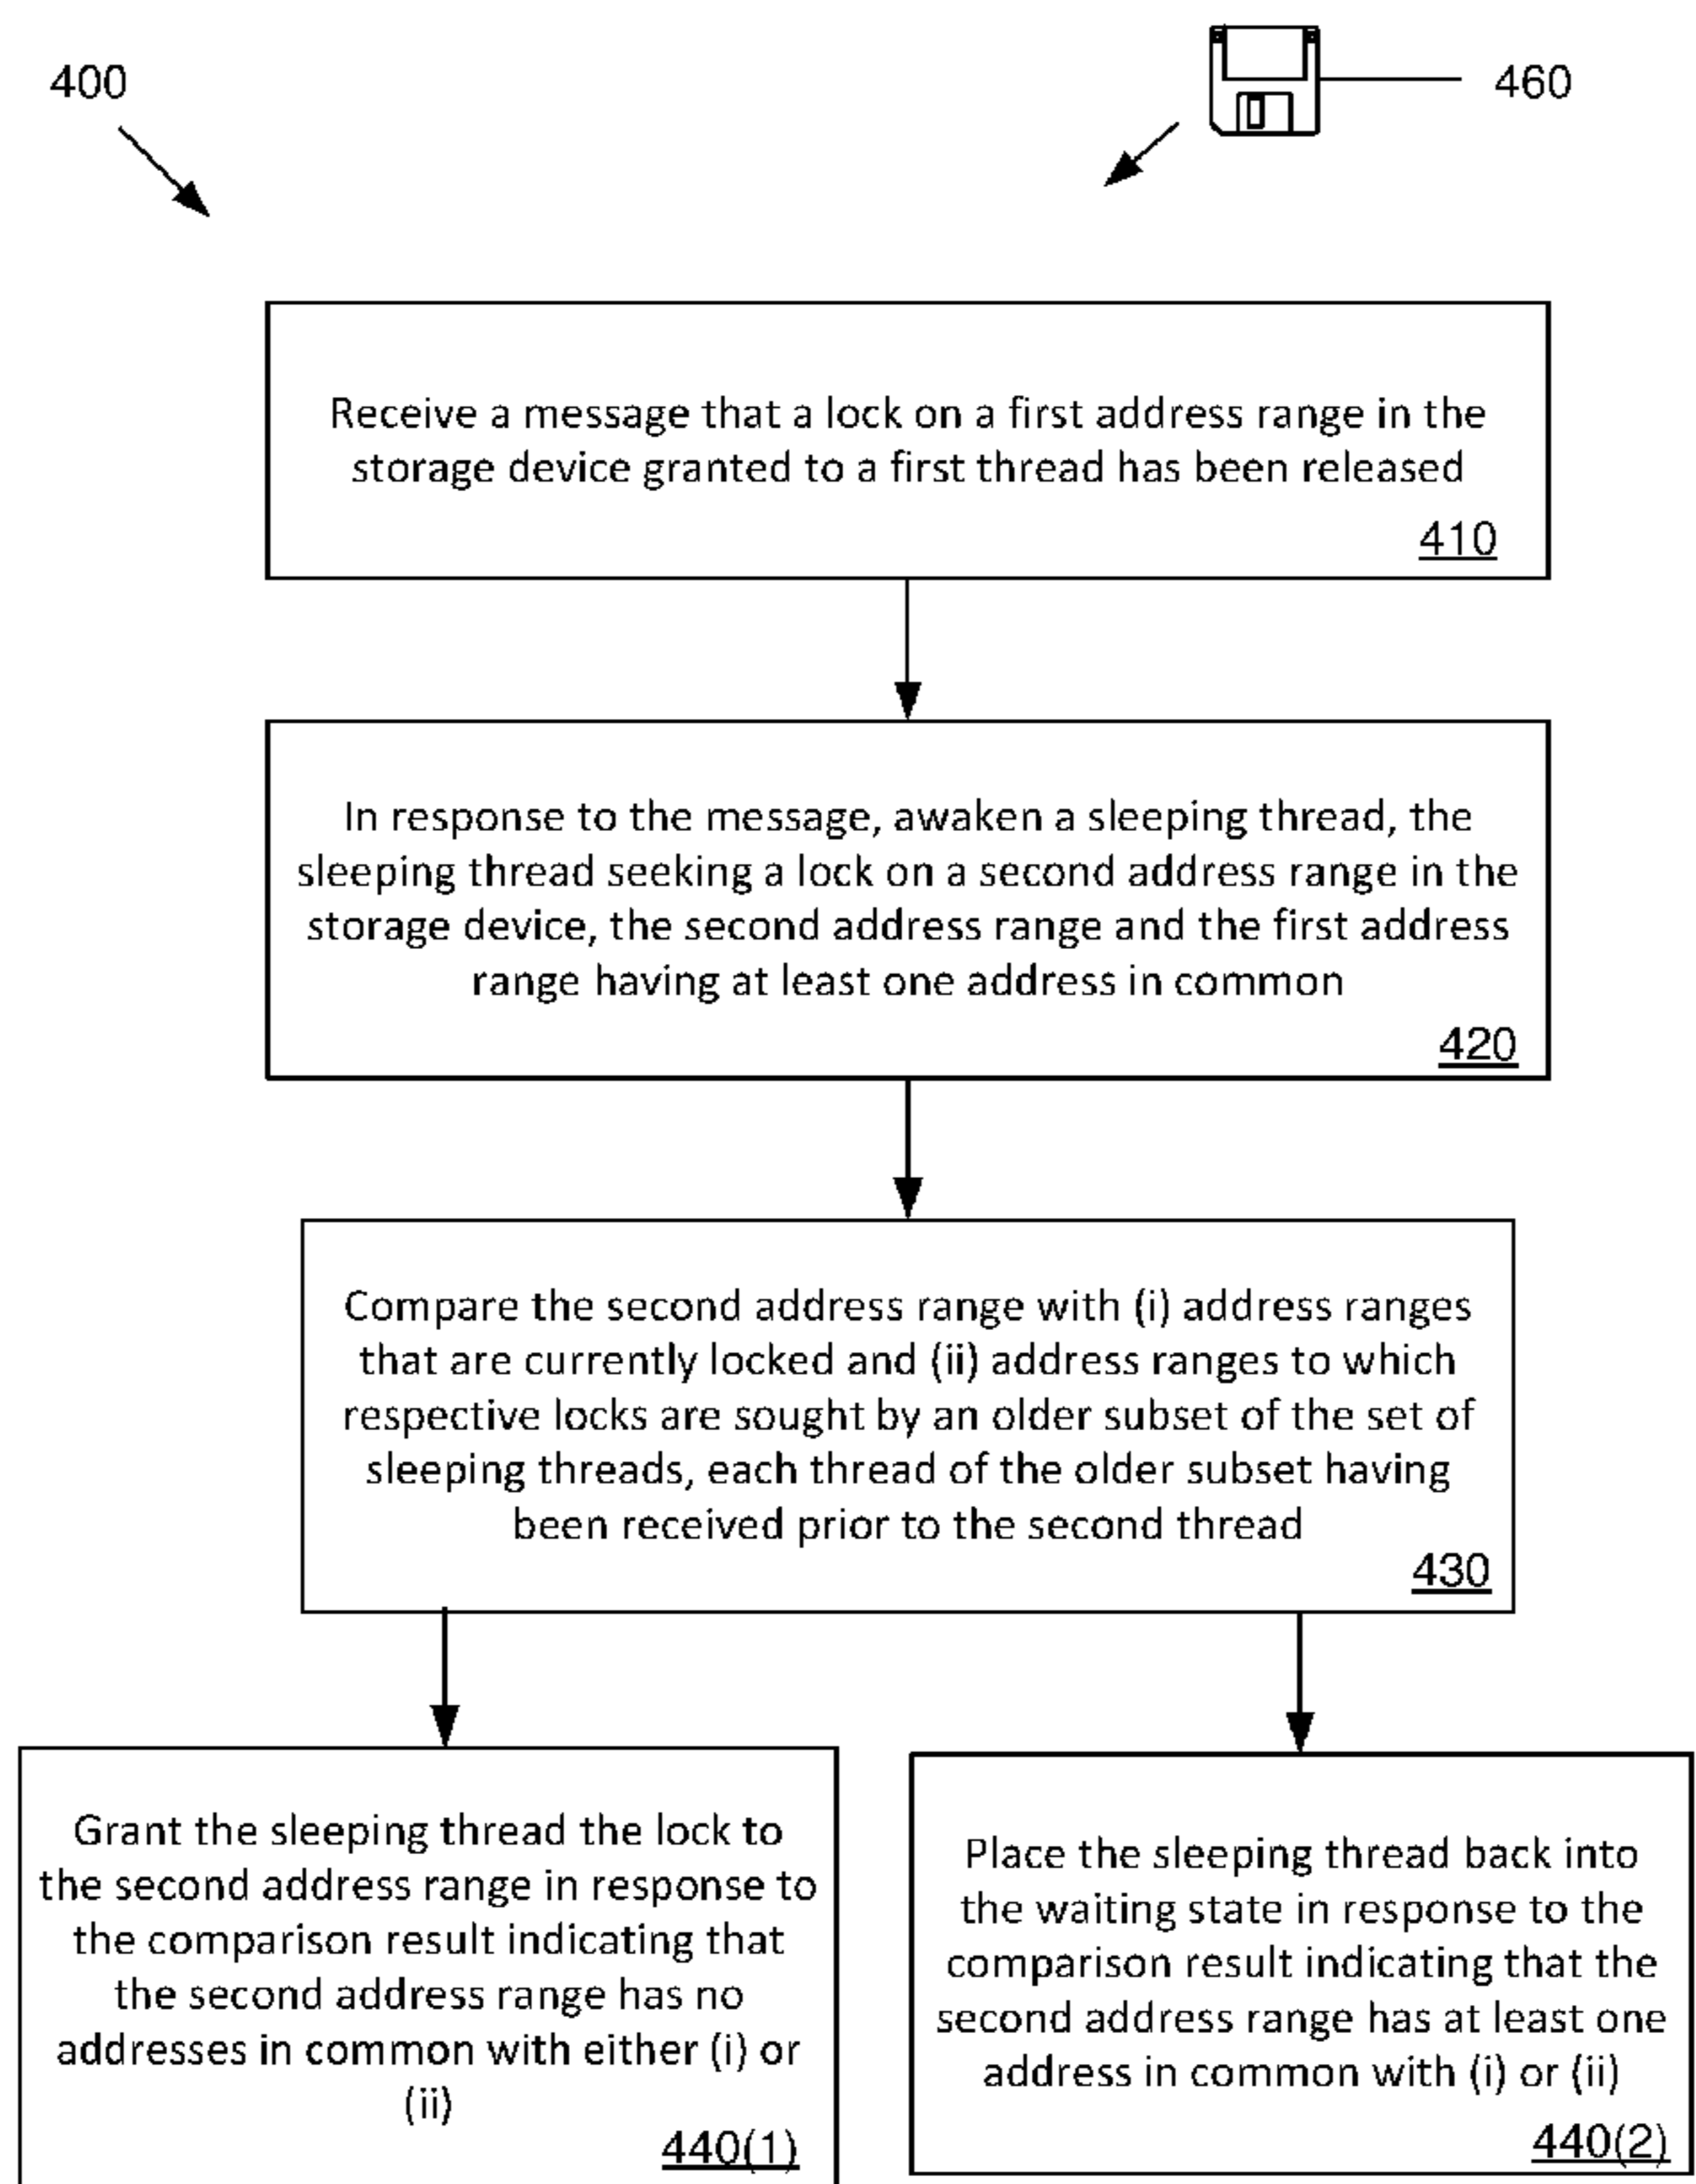 400
460
Receive a message that a lock on a first address range in the
storage device granted to a first thread has been released
410
In response to the message, awaken a sleeping thread, the
sleeping thread seeking a lock on a second address range in the
storage device, the second address range and the first address
range having at least one address in common
420
Compare the second address range with (i) address ranges
that are currently locked and (ii) address ranges to which
respective locks are sought by an older subset of the set of
sleeping threads, each thread of the older subset having
been received prior to the second thread
430
Grant the sleeping thread the lock to
the second address range in response to
the comparison result indicating that
the second address range has no
addresses in common with either (i) or
(ii)
440(1)
Place the sleeping thread back into
the waiting state in response to the
comparison result indicating that the
second address range has at least one
address in common with (i) or (ii)
440(2)